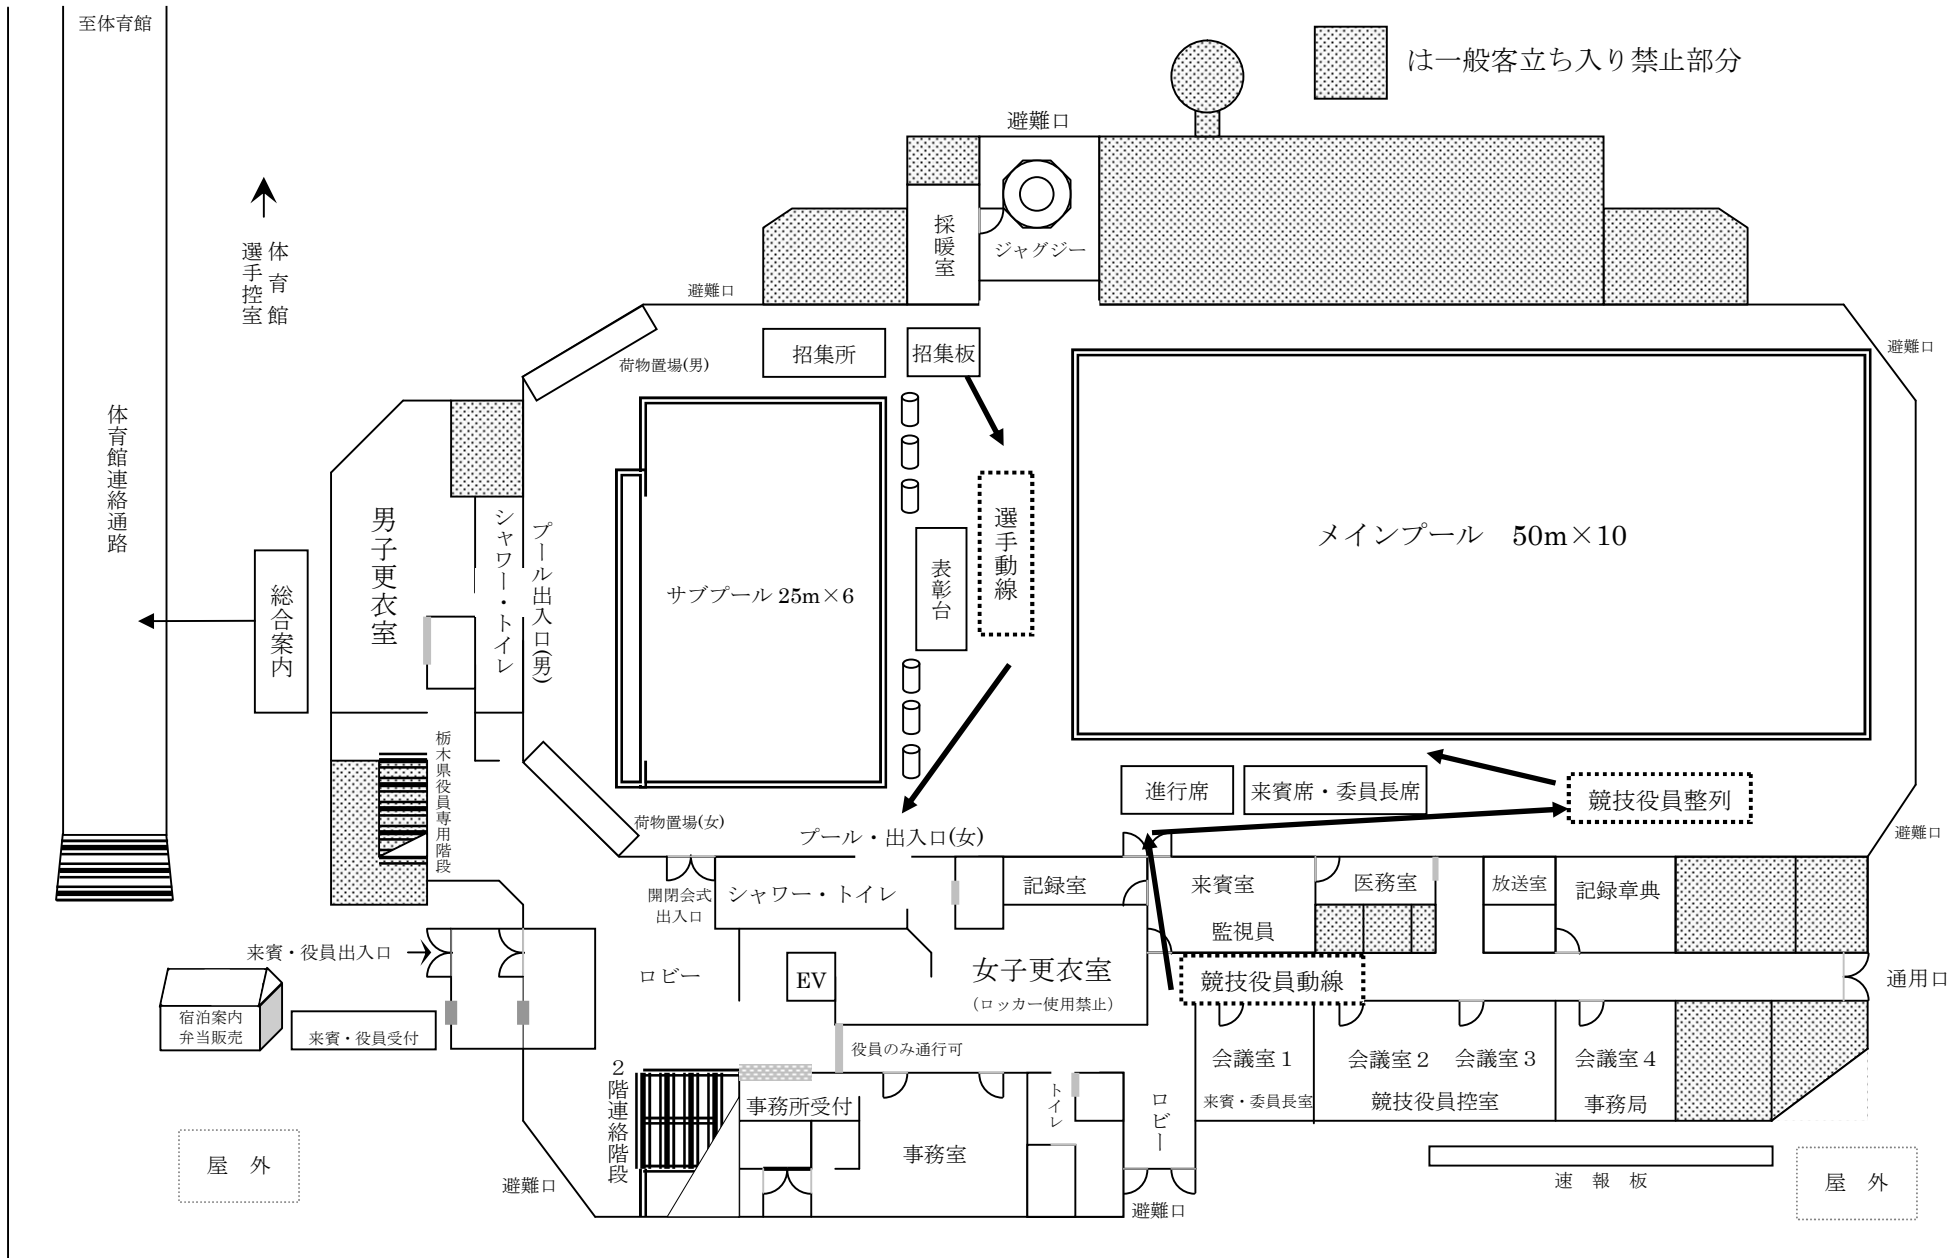 至体育館
は一般客立ち入り禁止部分
避難口
採暖室
ジャグジー
体育館
選手控室
避難口
荷物置場(男)
招集所
招集板
避難口
体育館連絡通路
総合案内
男子更衣室
シャワー・トイレ
プール出入口(男)
サブプール 25m×6
表彰台
選手動線
メインプール　50m×10
栃木県役員専用階段
荷物置場(女)
プール・出入口(女)
進行席
来賓席・委員長席
競技役員整列
避難口
開閉会式
出入口
シャワー・トイレ
記録室
来賓室
監視員
医務室
放送室
記録章典
来賓・役員出入口
ロビー
EV
女子更衣室
（ロッカー使用禁止）
競技役員動線
通用口
宿泊案内
弁当販売
来賓・役員受付
役員のみ通行可
２階連絡階段
事務所受付
事務室
トイレ
ロビー
会議室１
来賓・委員長室
会議室２
会議室３
競技役員控室
会議室４
事務局
屋　外
避難口
避難口
速　報　板
屋　外